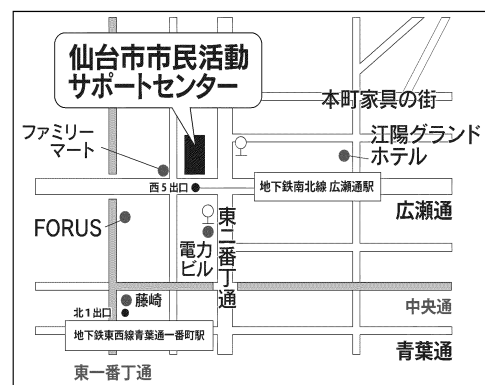 仙台市市民活動
サポートセンター
本町家具の街
ファミリー
マート
江陽グランド
ホテル
西5出口
地下鉄南北線 広瀬通駅
広瀬通
FORUS
東二番丁通
電力
ビル
中央通
藤崎
北1出口
地下鉄東西線青葉通一番町駅
青葉通
東一番丁通